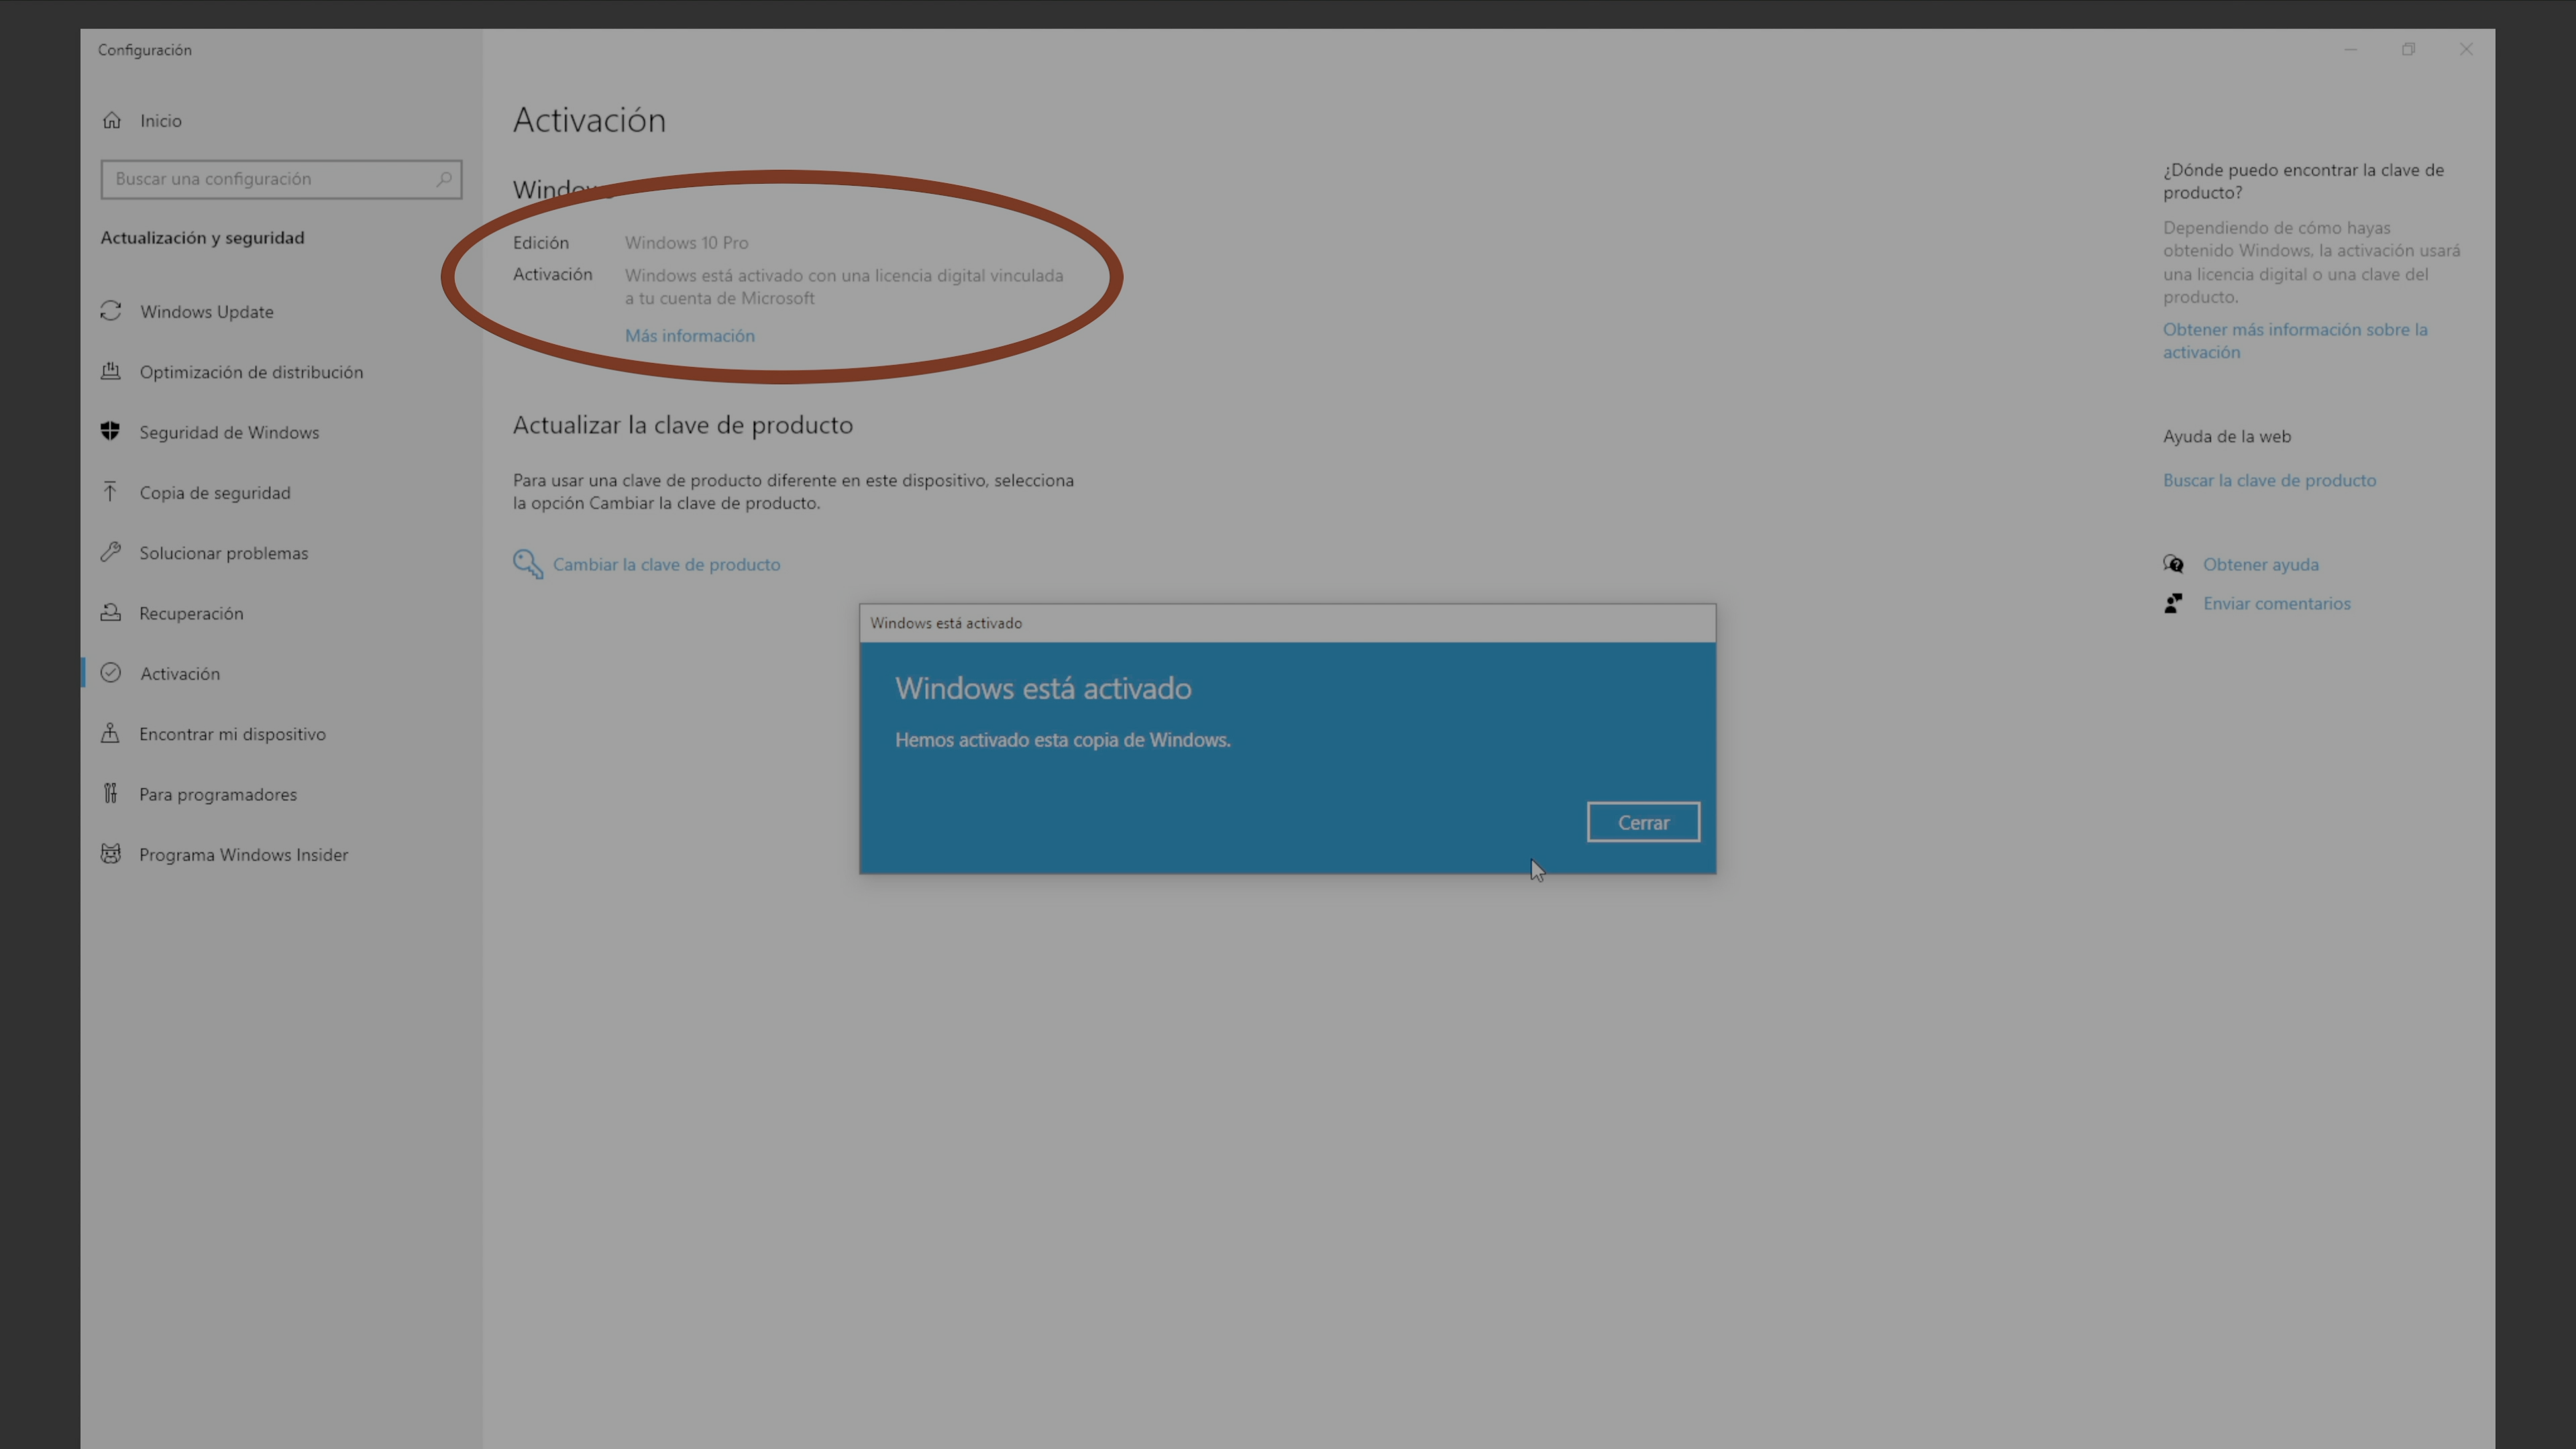 Configuración
Inicio
Buscar una configuración
Actualización y seguridad
Windows Update
Optimización de distribución
Seguridad de Windows
Copia de seguridad
Solucionar problemas
Recuperación
Activación
Encontrar mi dispositivo
Para programadores
Programa Windows Insider
Activación
Windows
Edición Windows 10 Pro
Activación Windows está activado con una licencia digital vinculada
a tu cuenta de Microsoft
Más información
Actualizar la clave de producto
Para usar una clave de producto diferente en este dispositivo, selecciona
la opción Cambiar la clave de producto.
Cambiar la clave de producto
Windows está activado
Windows está activado
Hemos activado esta copia de Windows.
Cerrar
¿Dónde puedo encontrar la clave de
producto?
Dependiendo de cómo hayas
obtenido Windows, la activación usará
una licencia digital o una clave del
producto.
Obtener más información sobre la
activación
Ayuda de la web
Buscar la clave de producto
Obtener ayuda
Enviar comentarios